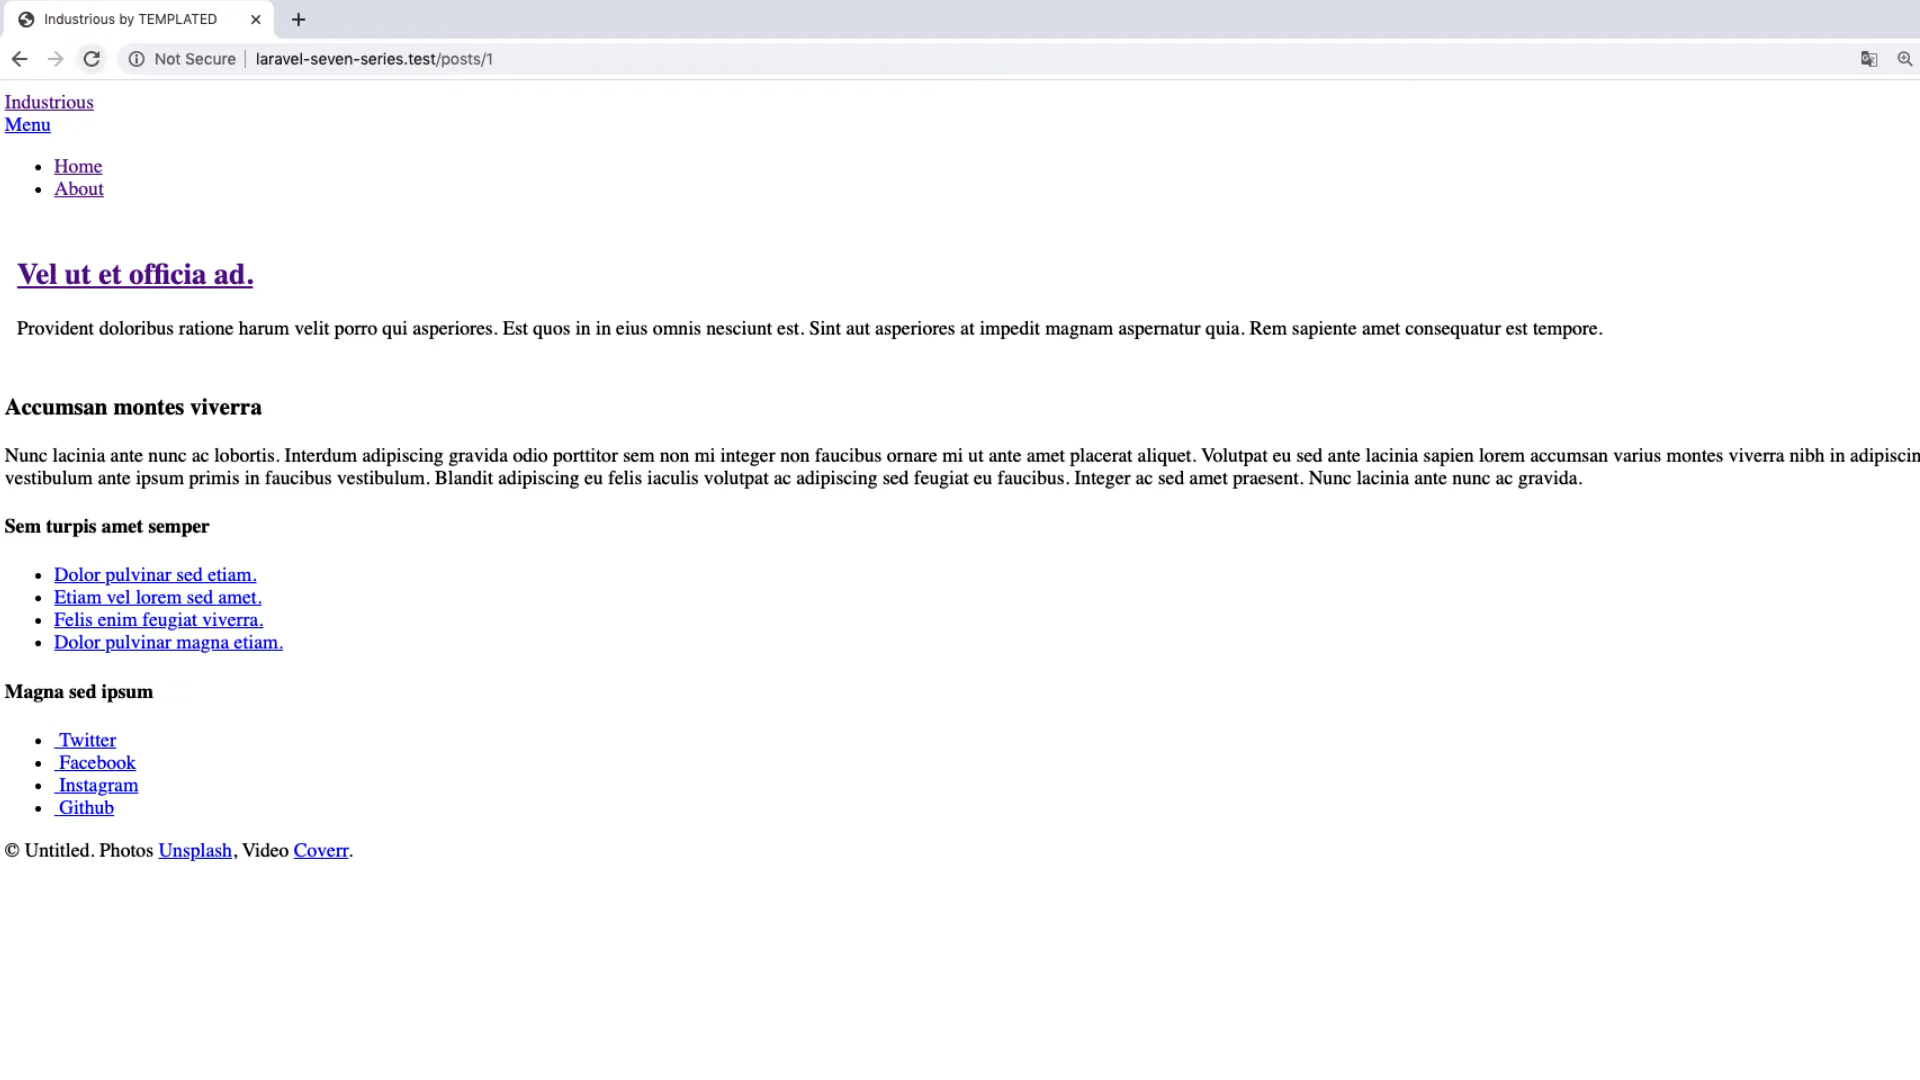 Industrious by TEMPLATED
Not Secure
laravel-seven-series.test/posts/1
Industrious
Menu
Home
About
Vel ut et officia ad.
Provident doloribus ratione harum velit porro qui asperiores. Est quos in in eius omnis nesciunt est. Sint aut asperiores at impedit magnam aspernatur quia. Rem sapiente amet consequatur est tempore.
Accumsan montes viverra
Nunc lacinia ante nunc ac lobortis. Interdum adipiscing gravida odio porttitor sem non mi integer non faucibus ornare mi ut ante amet placerat aliquet. Volutpat eu sed ante lacinia sapien lorem accumsan varius montes viverra nibh in adipiscin
vestibulum ante ipsum primis in faucibus vestibulum. Blandit adipiscing eu felis iaculis volutpat ac adipiscing sed feugiat eu faucibus. Integer ac sed amet praesent. Nunc lacinia ante nunc ac gravida.
Sem turpis amet semper
Dolor pulvinar sed etiam.
Etiam vel lorem sed amet.
Felis enim feugiat viverra.
Dolor pulvinar magna etiam.
Magna sed ipsum
Twitter
Facebook
Instagram
Github
© Untitled. Photos Unsplash, Video Coverr.